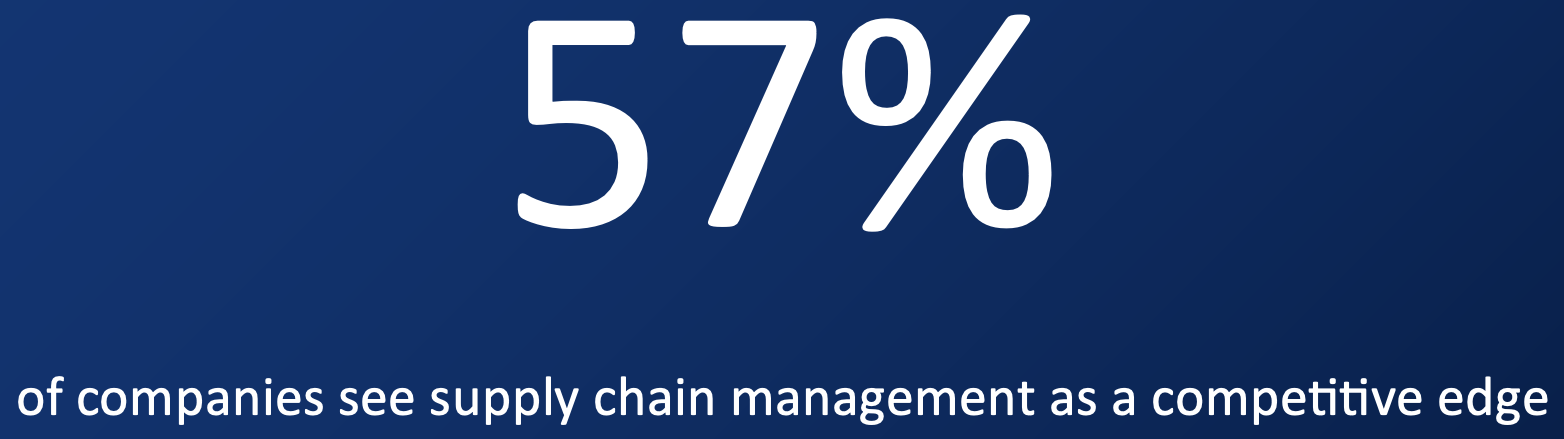 57%
of companies see supply chain management as a competitive edge